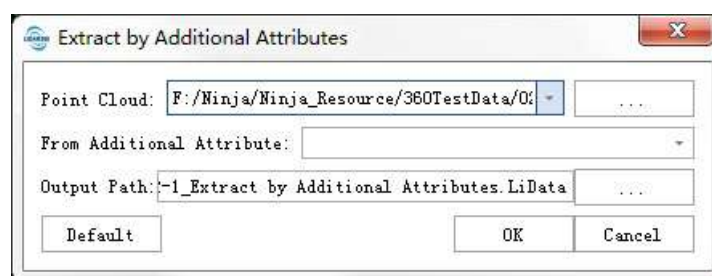 Extract by Additional Attributes
Point Cloud: F:/Ninja/Ninja_Resource/360TestData/02 ...
From Additional Attribute:
Output Path: -1_Extract by Additional Attributes.LiData ...
Default OK Cancel